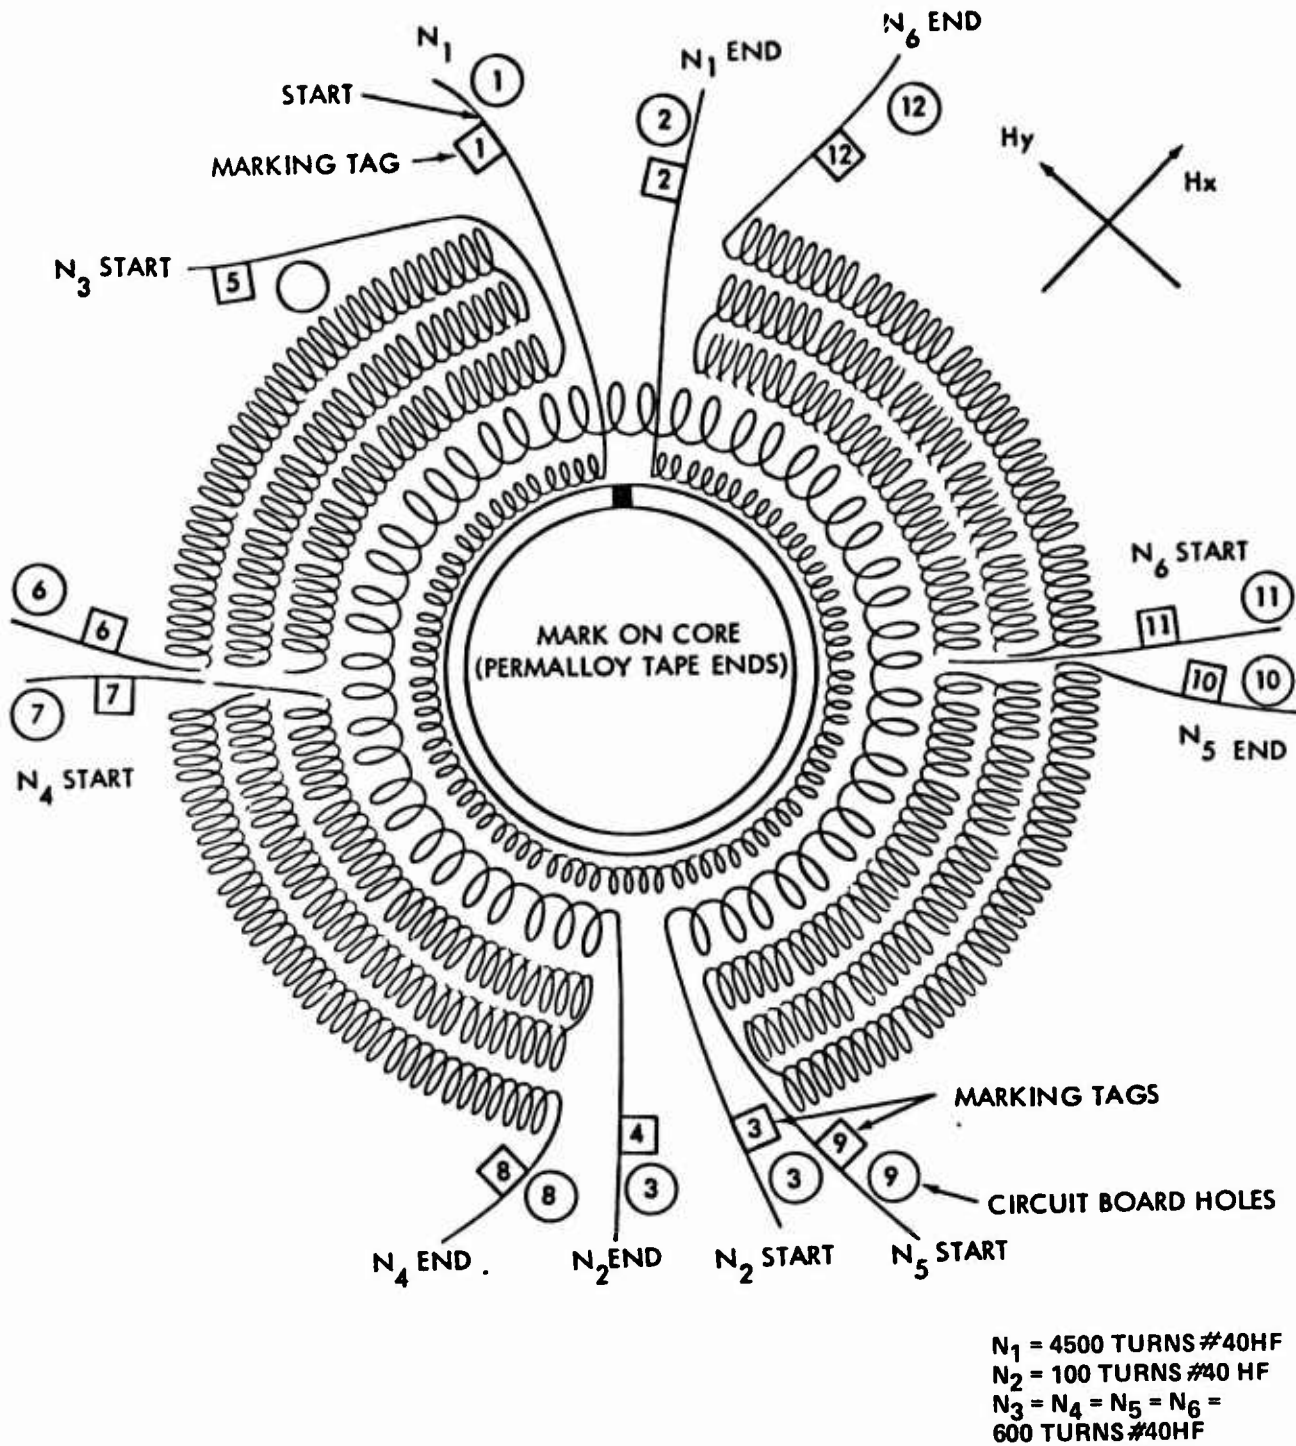 N1
1
START
1
MARKING TAG
N1 END
2
2
N6 END
12
12
Hy
Hx
N3 START
5
6
6
7
7
N4 START
MARK ON CORE
(PERMALLOY TAPE ENDS)
N6 START
11
11
10
10
N5 END
MARKING TAGS
8
8
4
3
3
3
9
9
CIRCUIT BOARD HOLES
N4 END
N2 END
N2 START
N5 START
N1 = 4500 TURNS #40HF
N2 = 100 TURNS #40 HF
N3 = N4 = N5 = N6 =
600 TURNS #40HF